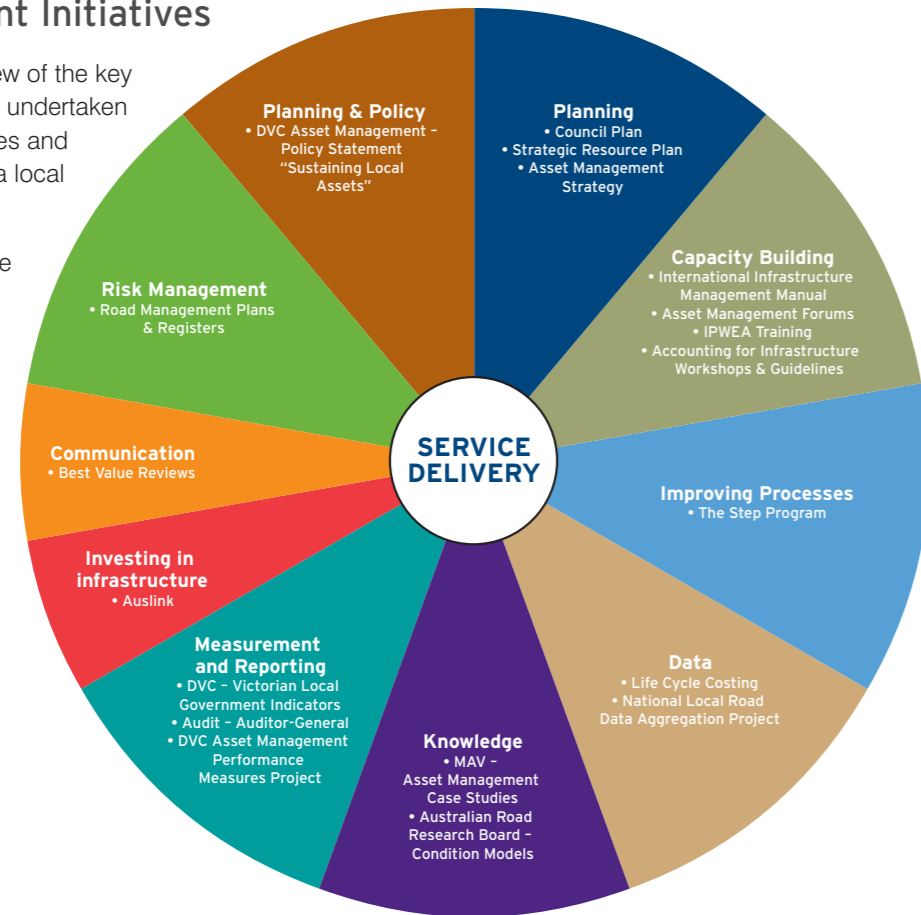 nt Initiatives
ew of the key
undertaken
es and
a local
e
Planning & Policy
• DVC Asset Management –
Policy Statement
“Sustaining Local
Assets”
Planning
• Council Plan
• Strategic Resource Plan
• Asset Management
Strategy
Capacity Building
• International Infrastructure
Management Manual
• Asset Management Forums
• IPWEA Training
• Accounting for Infrastructure
Workshops & Guidelines
Improving Processes
• The Step Program
Data
• Life Cycle Costing
• National Local Road
Data Aggregation Project
Knowledge
• MAV –
Asset Management
Case Studies
• Australian Road
Research Board –
Condition Models
Measurement
and Reporting
• DVC – Victorian Local
Government Indicators
• Audit – Auditor-General
• DVC Asset Management
Performance
Measures Project
Investing in
infrastructure
• Auslink
Communication
• Best Value Reviews
Risk Management
• Road Management Plans
& Registers
SERVICE
DELIVERY